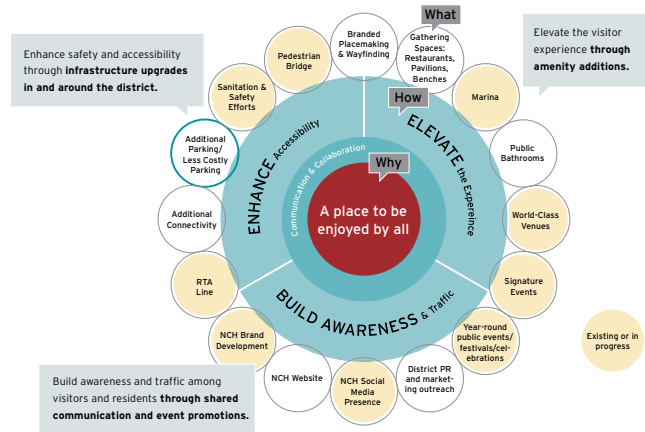 What
Enhance safety and accessibility
through infrastructure upgrades
in and around the district.
Elevate the visitor
experience through
amenity additions.
Branded
Placemaking
& Wayfinding
Gathering
Spaces:
Restaurants,
Pavilions,
Benches
Pedestrian
Bridge
Marina
Sanitation &
Safety
Efforts
How
Additional
Parking/
Less Costly
Parking
Public
Bathrooms
ENHANCE Accessibility
ELEVATE the Expereince
Communication & Collaboration
Why
A place to be
enjoyed by all
Additional
Connectivity
World-Class
Venues
RTA
Line
Signature
Events
BUILD AWARENESS & Traffic
NCH Brand
Development
Year-round
public events/
festivals/cel-
ebrations
Existing or in
progress
NCH Website
NCH Social
Media
Presence
District PR
and market-
ing outreach
Build awareness and traffic among
visitors and residents through shared
communication and event promotions.